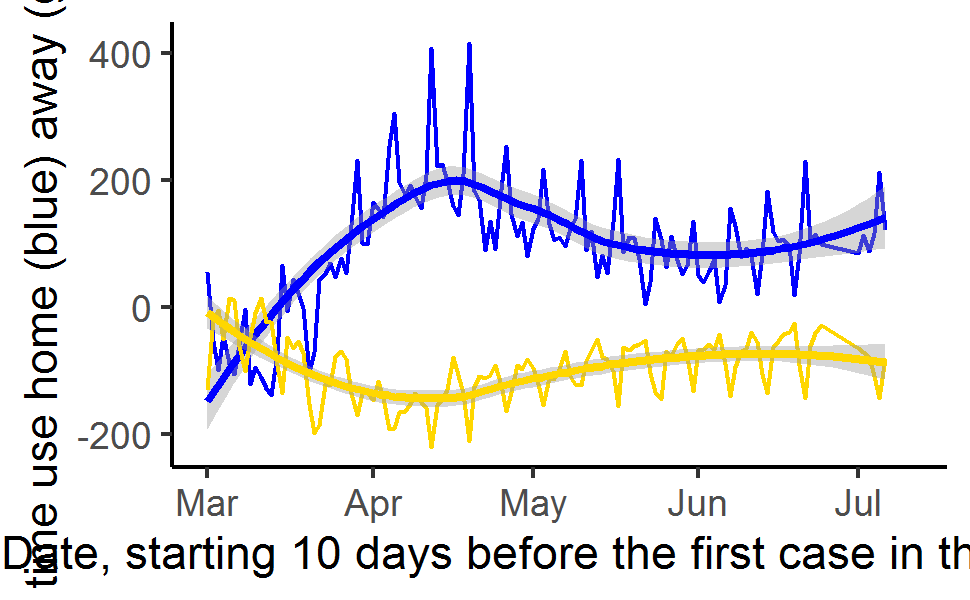 time use home (blue) away (
400
200
0
-200
Mar Apr May Jun Jul
Date, starting 10 days before the first case in th